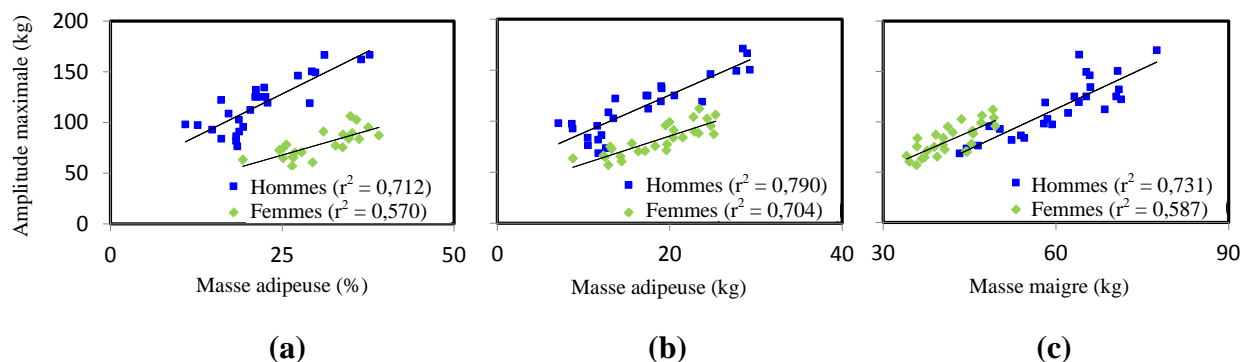 Amplitude maximale (kg)
200
150
100
50
0
Hommes (r² = 0,712)
Femmes (r² = 0,570)
0 25 50
Masse adipeuse (%)
(a)
Hommes (r² = 0,790)
Femmes (r² = 0,704)
0 20 40
Masse adipeuse (kg)
(b)
Hommes (r² = 0,731)
Femmes (r² = 0,587)
30 60 90
Masse maigre (kg)
(c)